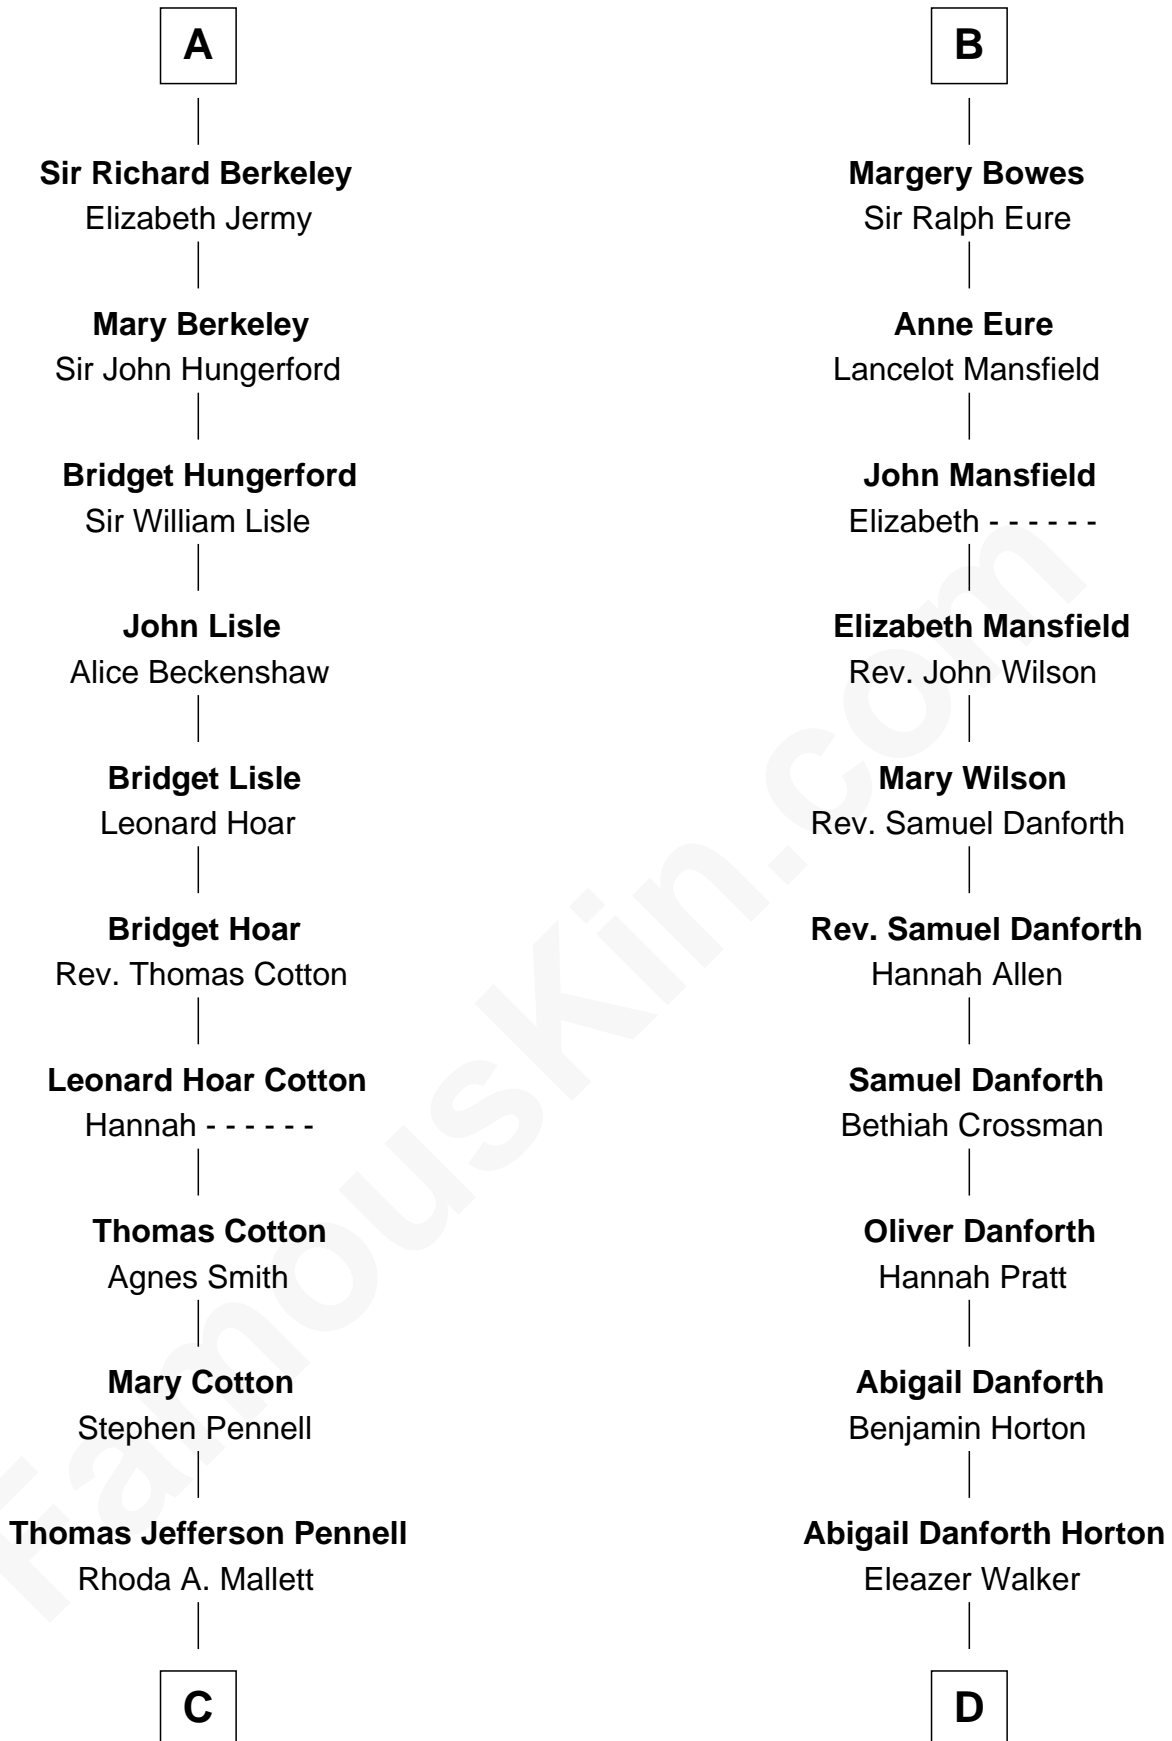 A
Sir Richard Berkeley
Elizabeth Jermy
Mary Berkeley
Sir John Hungerford
Bridget Hungerford
Sir William Lisle
John Lisle
Alice Beckenshaw
Bridget Lisle
Leonard Hoar
Bridget Hoar
Rev. Thomas Cotton
Leonard Hoar Cotton
Hannah - - - - - -
Thomas Cotton
Agnes Smith
Mary Cotton
Stephen Pennell
Thomas Jefferson Pennell
Rhoda A. Mallett
C
B
Margery Bowes
Sir Ralph Eure
Anne Eure
Lancelot Mansfield
John Mansfield
Elizabeth - - - - - -
Elizabeth Mansfield
Rev. John Wilson
Mary Wilson
Rev. Samuel Danforth
Rev. Samuel Danforth
Hannah Allen
Samuel Danforth
Bethiah Crossman
Oliver Danforth
Hannah Pratt
Abigail Danforth
Benjamin Horton
Abigail Danforth Horton
Eleazer Walker
D
FamousKin.com